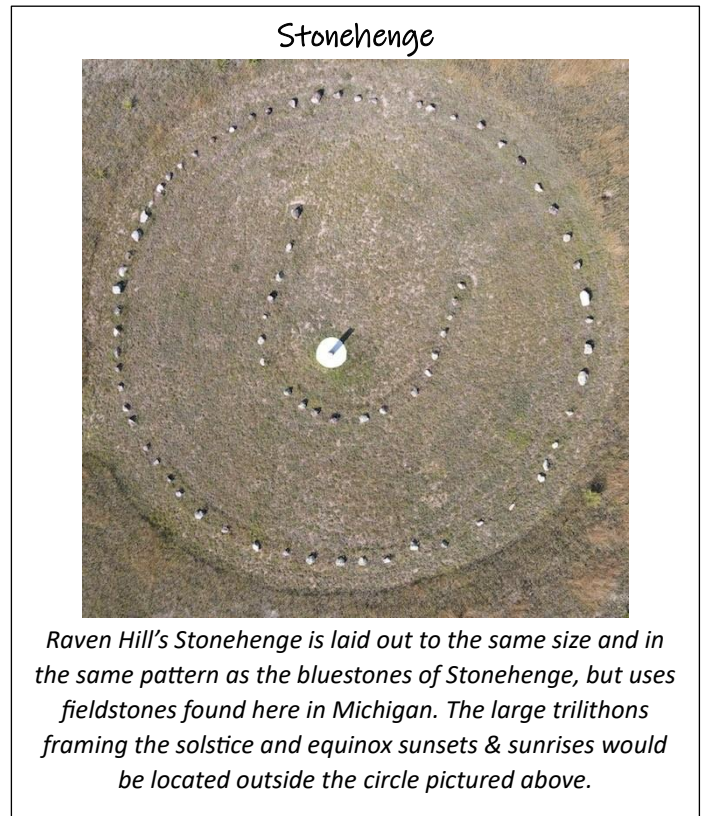 Stonehenge
Raven Hill’s Stonehenge is laid out to the same size and in
the same pattern as the bluestones of Stonehenge, but uses
fieldstones found here in Michigan. The large trilithons
framing the solstice and equinox sunsets & sunrises would
be located outside the circle pictured above.